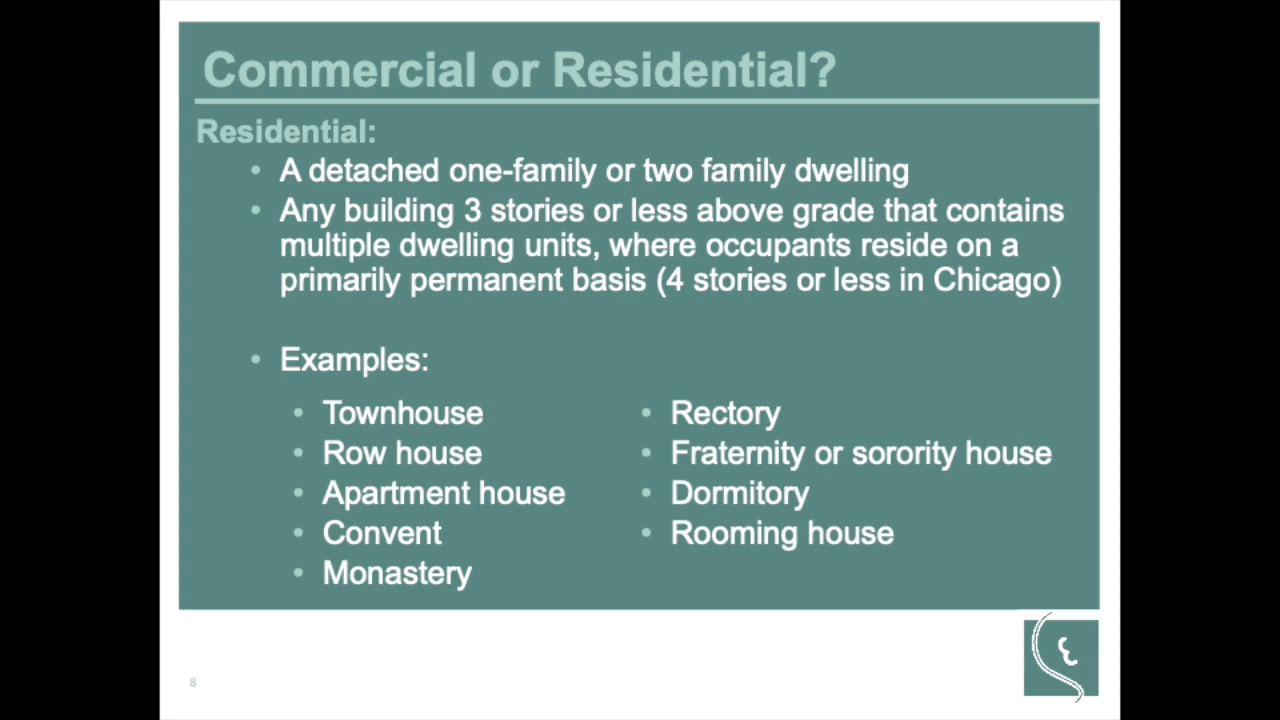 Commercial or Residential?
Residential:
• A detached one-family or two family dwelling
• Any building 3 stories or less above grade that contains
multiple dwelling units, where occupants reside on a
primarily permanent basis (4 stories or less in Chicago)
• Examples:
• Townhouse
• Row house
• Apartment house
• Convent
• Monastery
• Rectory
• Fraternity or sorority house
• Dormitory
• Rooming house
8